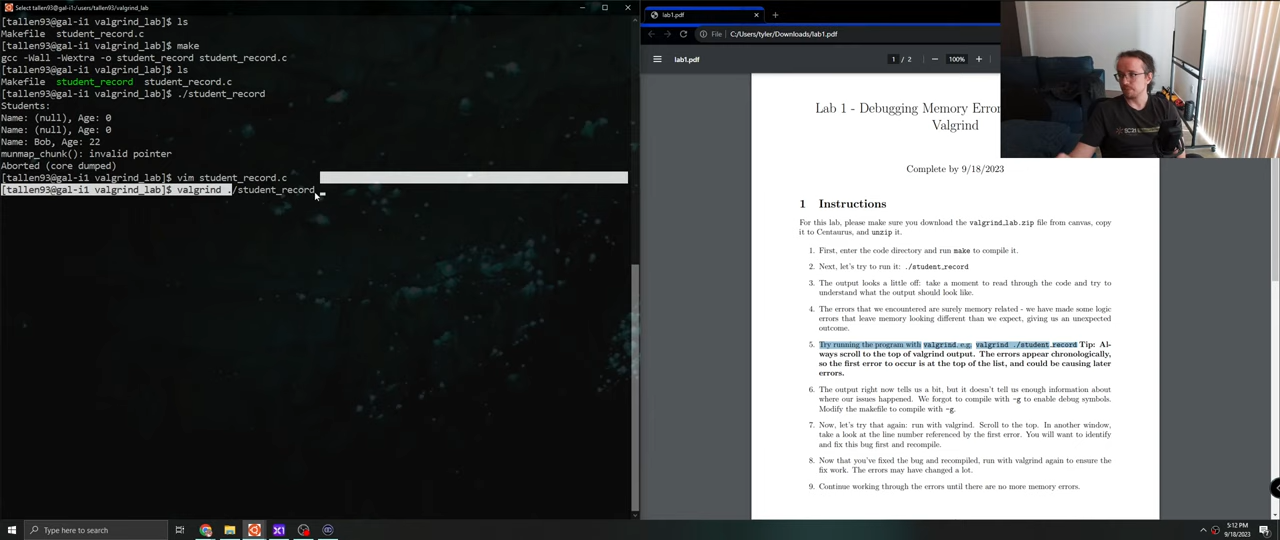 Select tallen93@gal-i1:/users/tallen93/valgrind_lab
[tallen93@gal-i1 valgrind_lab]$ ls
Makefile  student_record.c
[tallen93@gal-i1 valgrind_lab]$ make
gcc -Wall -Wextra -o student_record student_record.c
[tallen93@gal-i1 valgrind_lab]$ ls
Makefile  student_record  student_record.c
[tallen93@gal-i1 valgrind_lab]$ ./student_record
Students:
Name: (null), Age: 0
Name: (null), Age: 0
Name: Bob, Age: 22
munmap_chunk(): invalid pointer
Aborted (core dumped)
[tallen93@gal-i1 valgrind_lab]$ vim student_record.c
[tallen93@gal-i1 valgrind_lab]$ valgrind ./student_record
lab1.pdf
File
C:/Users/tyler/Downloads/lab1.pdf
lab1.pdf
1 / 2
100%
Lab 1 - Debugging Memory Erro
Valgrind
Complete by 9/18/2023
1 Instructions
For this lab, please make sure you download the valgrind_lab.zip file from canvas, copy
it to Centaurus, and unzip it.
1. First, enter the code directory and run make to compile it.
2. Next, let's try to run it: ./student_record
3. The output looks a little off: take a moment to read through the code and try to
understand what the output should look like.
4. The errors that we encountered are surely memory related - we have made some logic
errors that leave memory looking different than we expect, giving us an unexpected
outcome.
5. Try running the program with valgrind, e.g. valgrind ./student_record Tip: Al-
ways scroll to the top of valgrind output. The errors appear chronologically,
so the first error to occur is at the top of the list, and could be causing later
errors.
6. The output right now tells us a bit, but it doesn't tell us enough information about
where our issues happened. We forgot to compile with -g to enable debug symbols.
Modify the makefile to compile with -g.
7. Now, let's try that again: run with valgrind. Scroll to the top. In another window,
take a look at the line number referenced by the first error. You will want to identify
and fix this bug first and recompile.
8. Now that you've fixed the bug and recompiled, run with valgrind again to ensure the
fix work. The errors may have changed a lot.
9. Continue working through the errors until there are no more memory errors.
Type here to search
X1
5:12 PM
9/18/2023